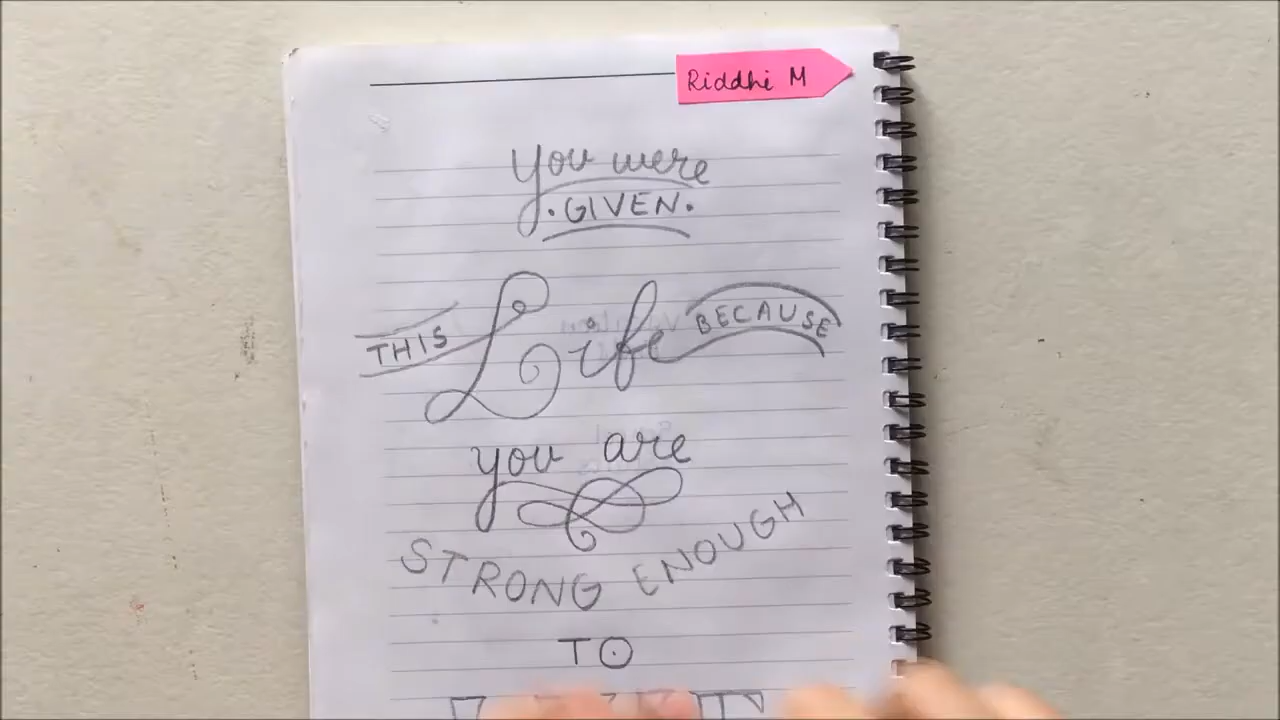 Riddhi M
You were
• GIVEN •
THIS Life BECAUSE
you are
STRONG ENOUGH
TO